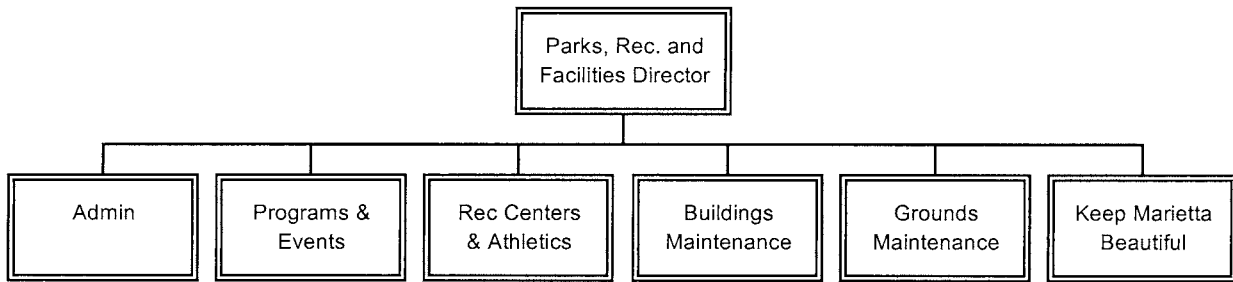 Parks, Rec. and
Facilities Director
Admin
Programs &
Events
Rec Centers
& Athletics
Buildings
Maintenance
Grounds
Maintenance
Keep Marietta
Beautiful